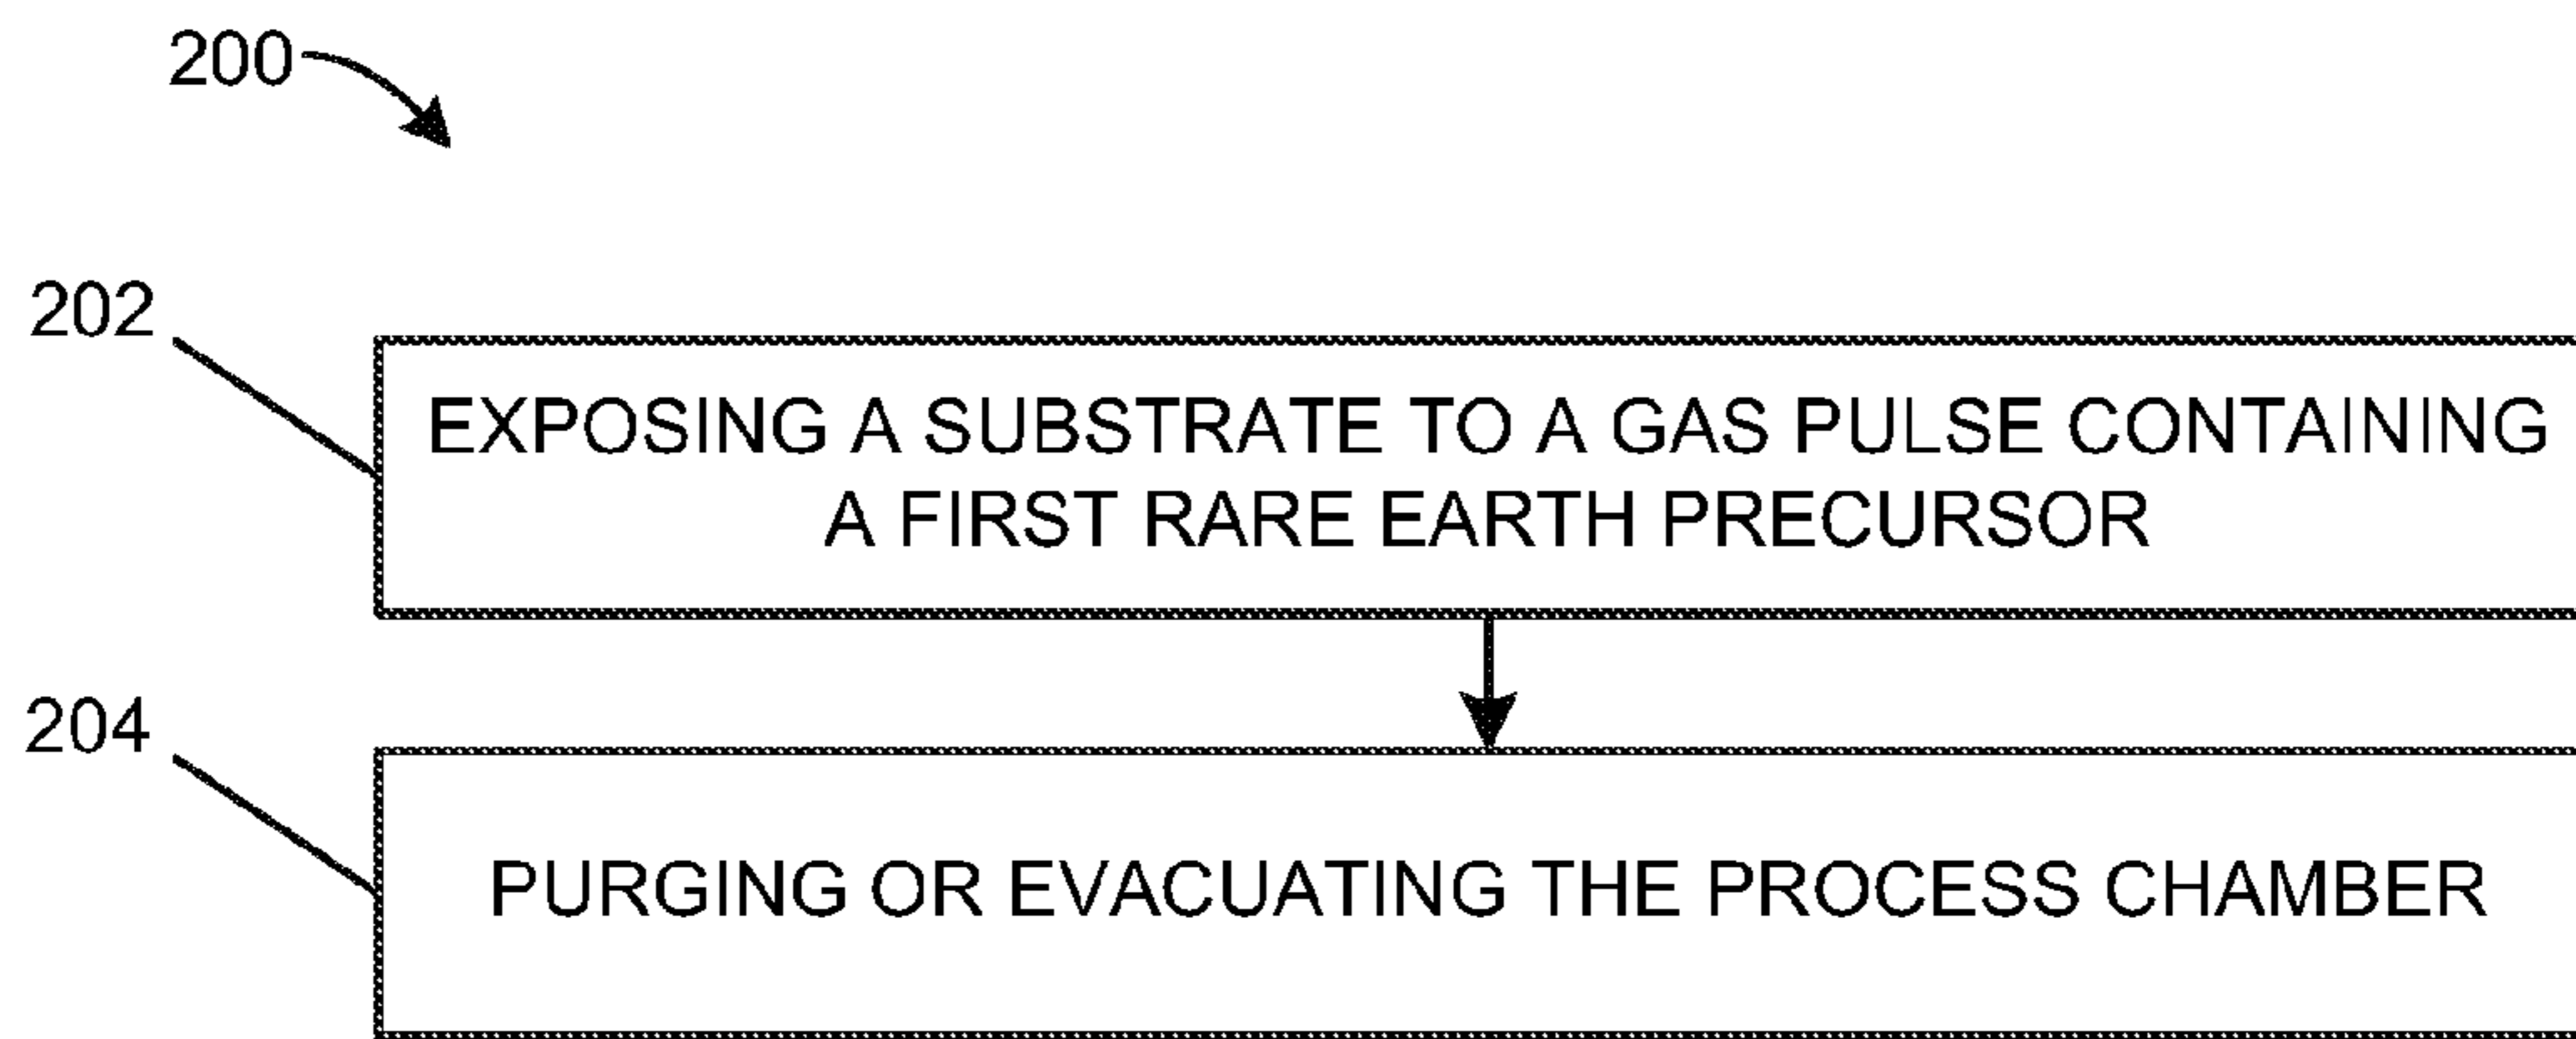 200
202
EXPOSING A SUBSTRATE TO A GAS PULSE CONTAINING
A FIRST RARE EARTH PRECURSOR
204
PURGING OR EVACUATING THE PROCESS CHAMBER